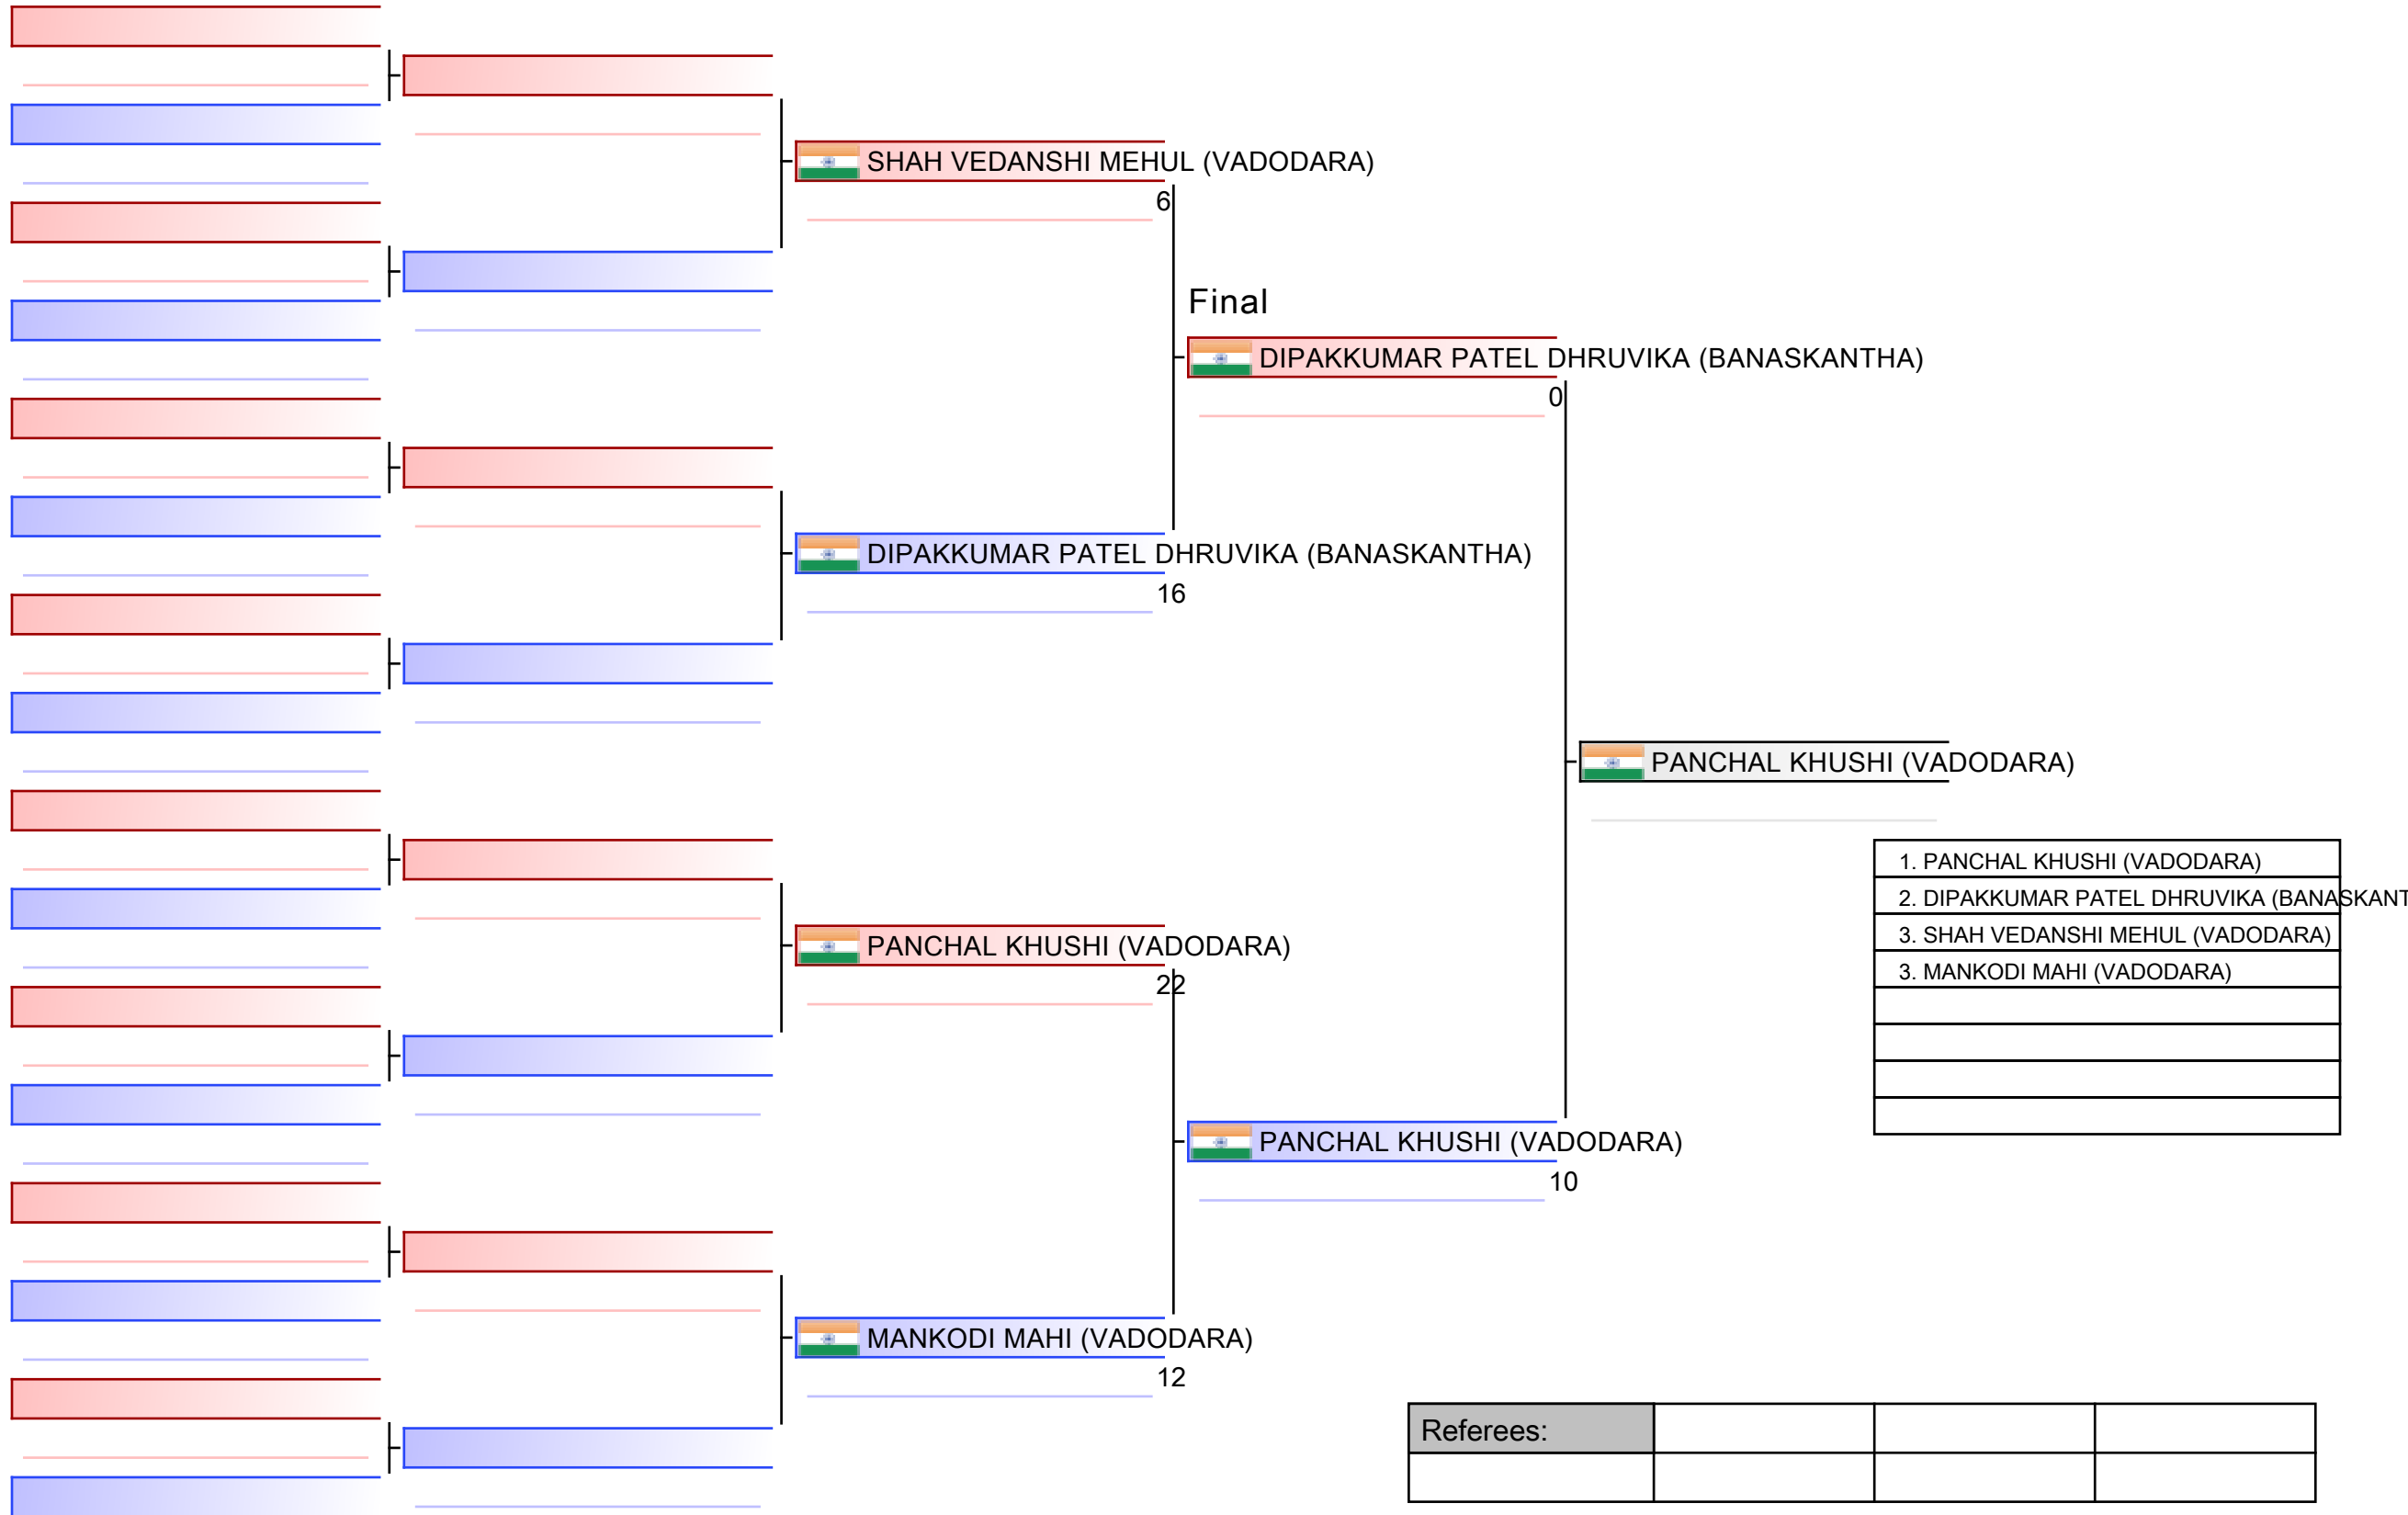 SHAH VEDANSHI MEHUL (VADODARA)
6
Final
DIPAKKUMAR PATEL DHRUVIKA (BANASKANTHA)
0
DIPAKKUMAR PATEL DHRUVIKA (BANASKANTHA)
16
PANCHAL KHUSHI (VADODARA)
1. PANCHAL KHUSHI (VADODARA)
2. DIPAKKUMAR PATEL DHRUVIKA (BANASKANT
3. SHAH VEDANSHI MEHUL (VADODARA)
3. MANKODI MAHI (VADODARA)
PANCHAL KHUSHI (VADODARA)
22
PANCHAL KHUSHI (VADODARA)
10
MANKODI MAHI (VADODARA)
12
Referees: